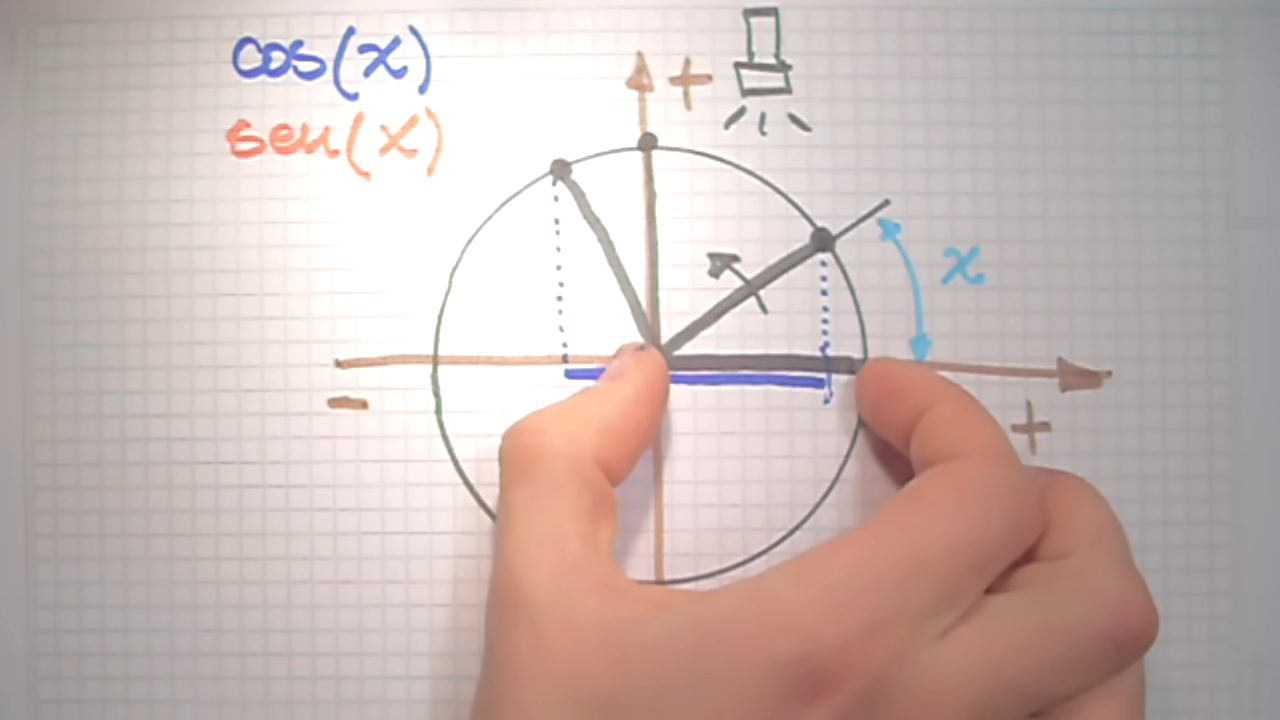 cos(x)
sen(x)
+
x
−
+